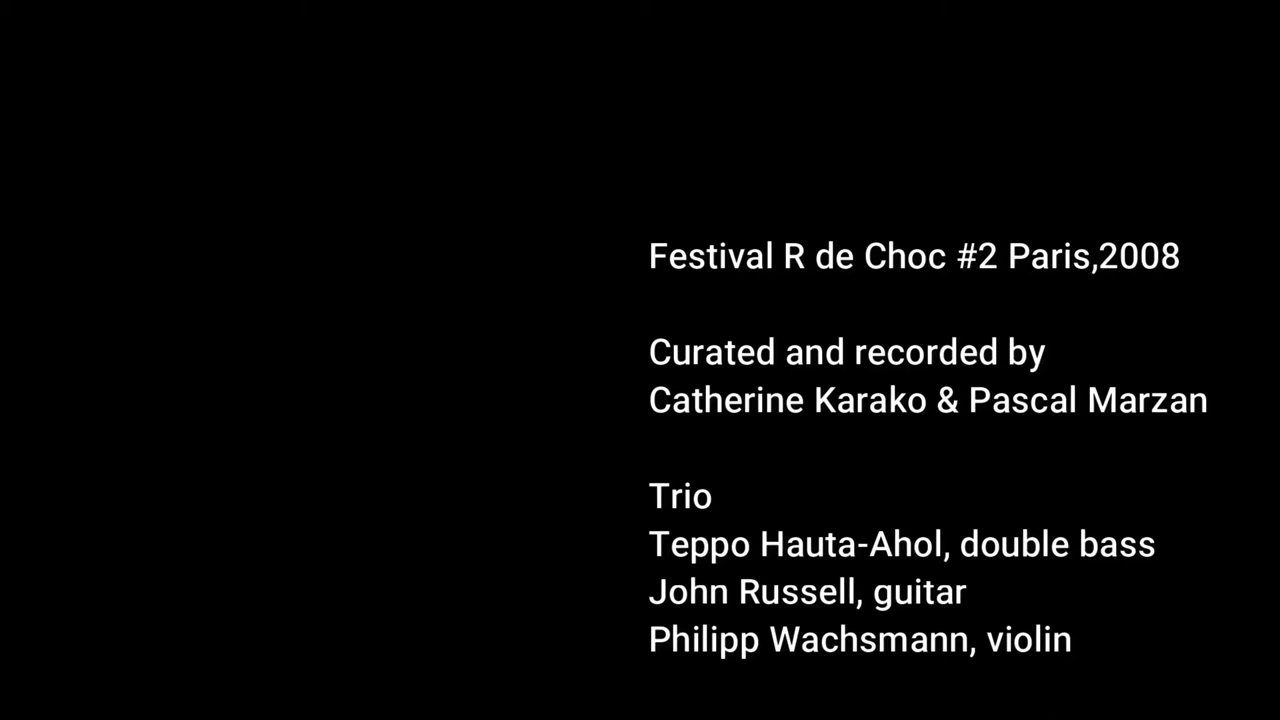 Festival R de Choc #2 Paris,2008
Curated and recorded by
Catherine Karako & Pascal Marzan
Trio
Teppo Hauta-Ahol, double bass
John Russell, guitar
Philipp Wachsmann, violin